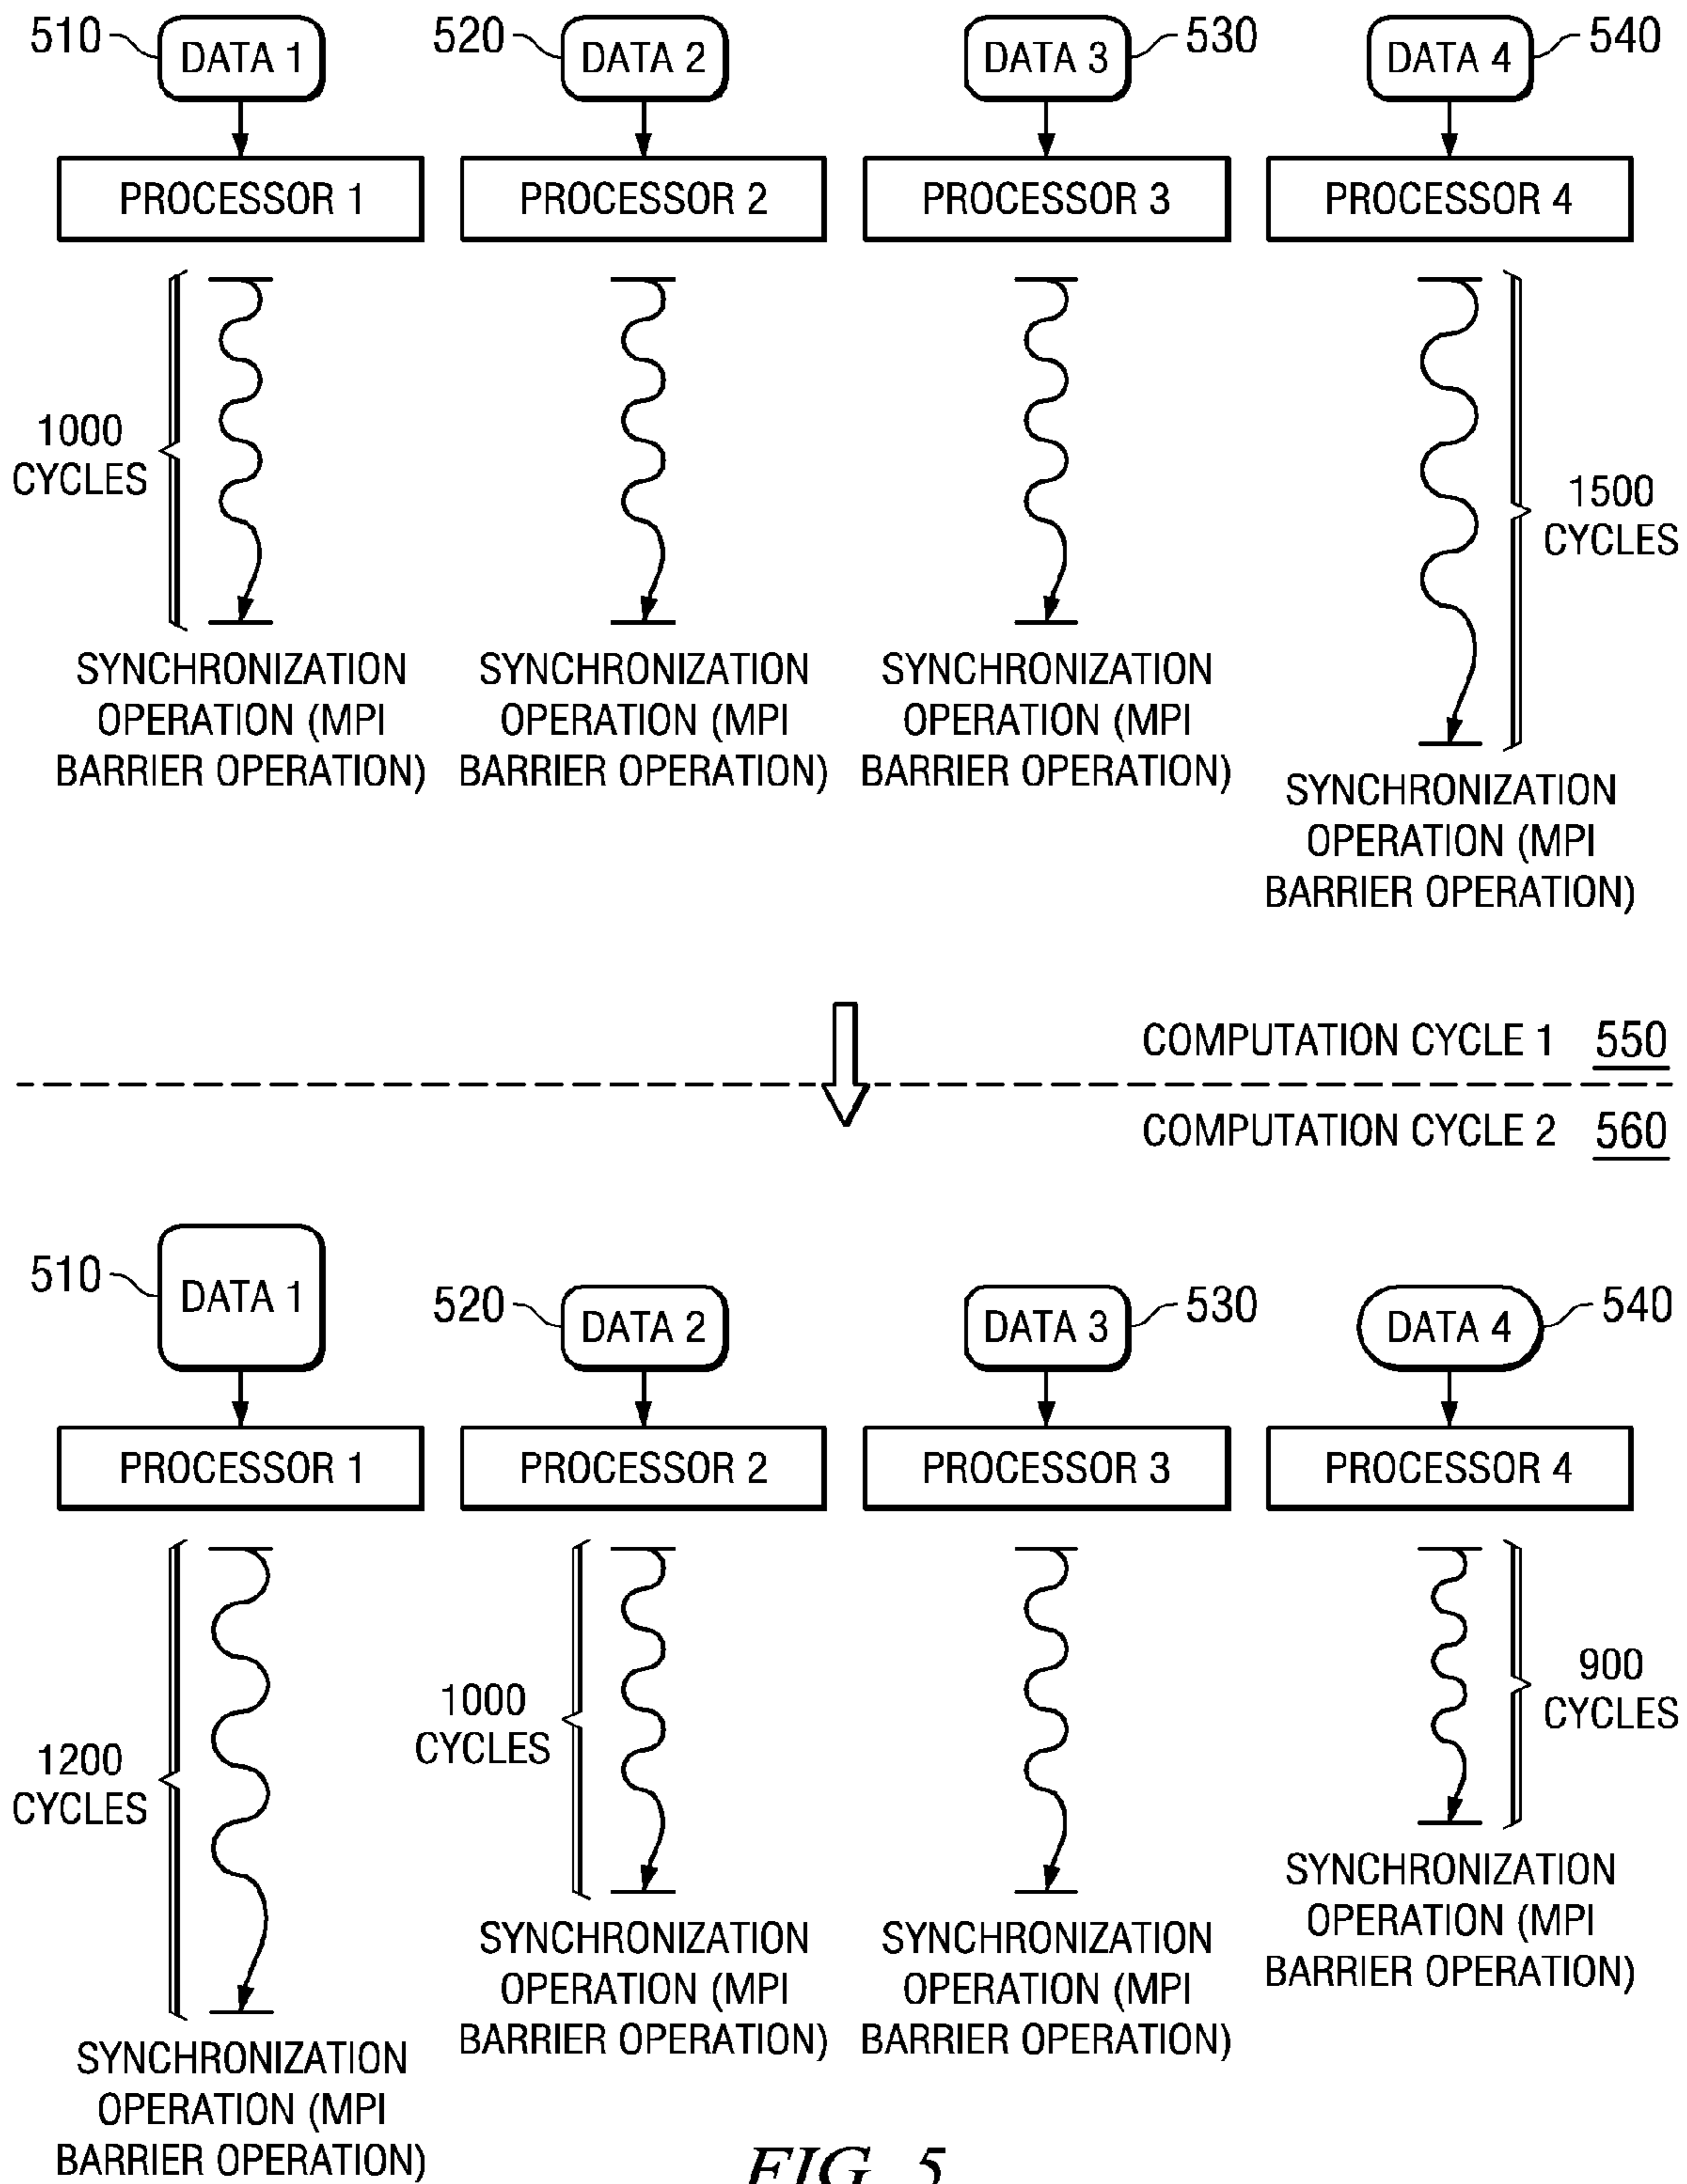 510
DATA 1
520
DATA 2
DATA 3
530
DATA 4
540
PROCESSOR 1
PROCESSOR 2
PROCESSOR 3
PROCESSOR 4
1000
CYCLES
1500
CYCLES
SYNCHRONIZATION
OPERATION (MPI
BARRIER OPERATION)
SYNCHRONIZATION
OPERATION (MPI
BARRIER OPERATION)
SYNCHRONIZATION
OPERATION (MPI
BARRIER OPERATION)
SYNCHRONIZATION
OPERATION (MPI
BARRIER OPERATION)
COMPUTATION CYCLE 1 550
COMPUTATION CYCLE 2 560
510
DATA 1
520
DATA 2
DATA 3
530
DATA 4
540
PROCESSOR 1
PROCESSOR 2
PROCESSOR 3
PROCESSOR 4
1200
CYCLES
1000
CYCLES
900
CYCLES
SYNCHRONIZATION
OPERATION (MPI
BARRIER OPERATION)
SYNCHRONIZATION
OPERATION (MPI
BARRIER OPERATION)
SYNCHRONIZATION
OPERATION (MPI
BARRIER OPERATION)
SYNCHRONIZATION
OPERATION (MPI
BARRIER OPERATION)
FIG. 5